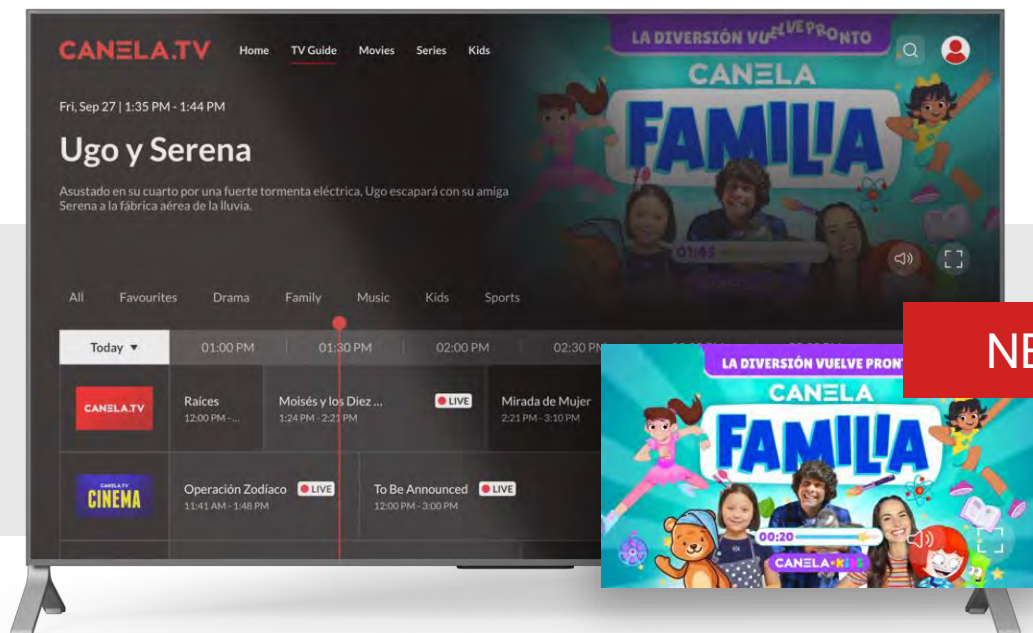 CANELA.TV Home TV Guide Movies Series Kids
LA DIVERSIÓN VUELVE PRONTO
CANELA
FAMILIA
01:45
Fri, Sep 27 | 1:35 PM - 1:44 PM
Ugo y Serena
Asustado en su cuarto por una fuerte tormenta eléctrica, Ugo escapará con su amiga
Serena a la fábrica aérea de la lluvia.
All Favourites Drama Family Music Kids Sports
Today 01:00 PM 01:30 PM 02:00 PM 02:30 PM
CANELA.TV
Raíces
12:00 PM - ...
Moisés y los Diez ... LIVE
1:24 PM - 2:21 PM
Mirada de Mujer
2:21 PM - 3:10 PM
CANELA.TV
CINEMA
Operación Zodíaco LIVE
11:41 AM - 1:48 PM
To Be Announced LIVE
12:00 PM - 3:00 PM
NE
LA DIVERSIÓN VUELVE PRON
CANELA
FAMILIA
00:20
CANELA KIDS